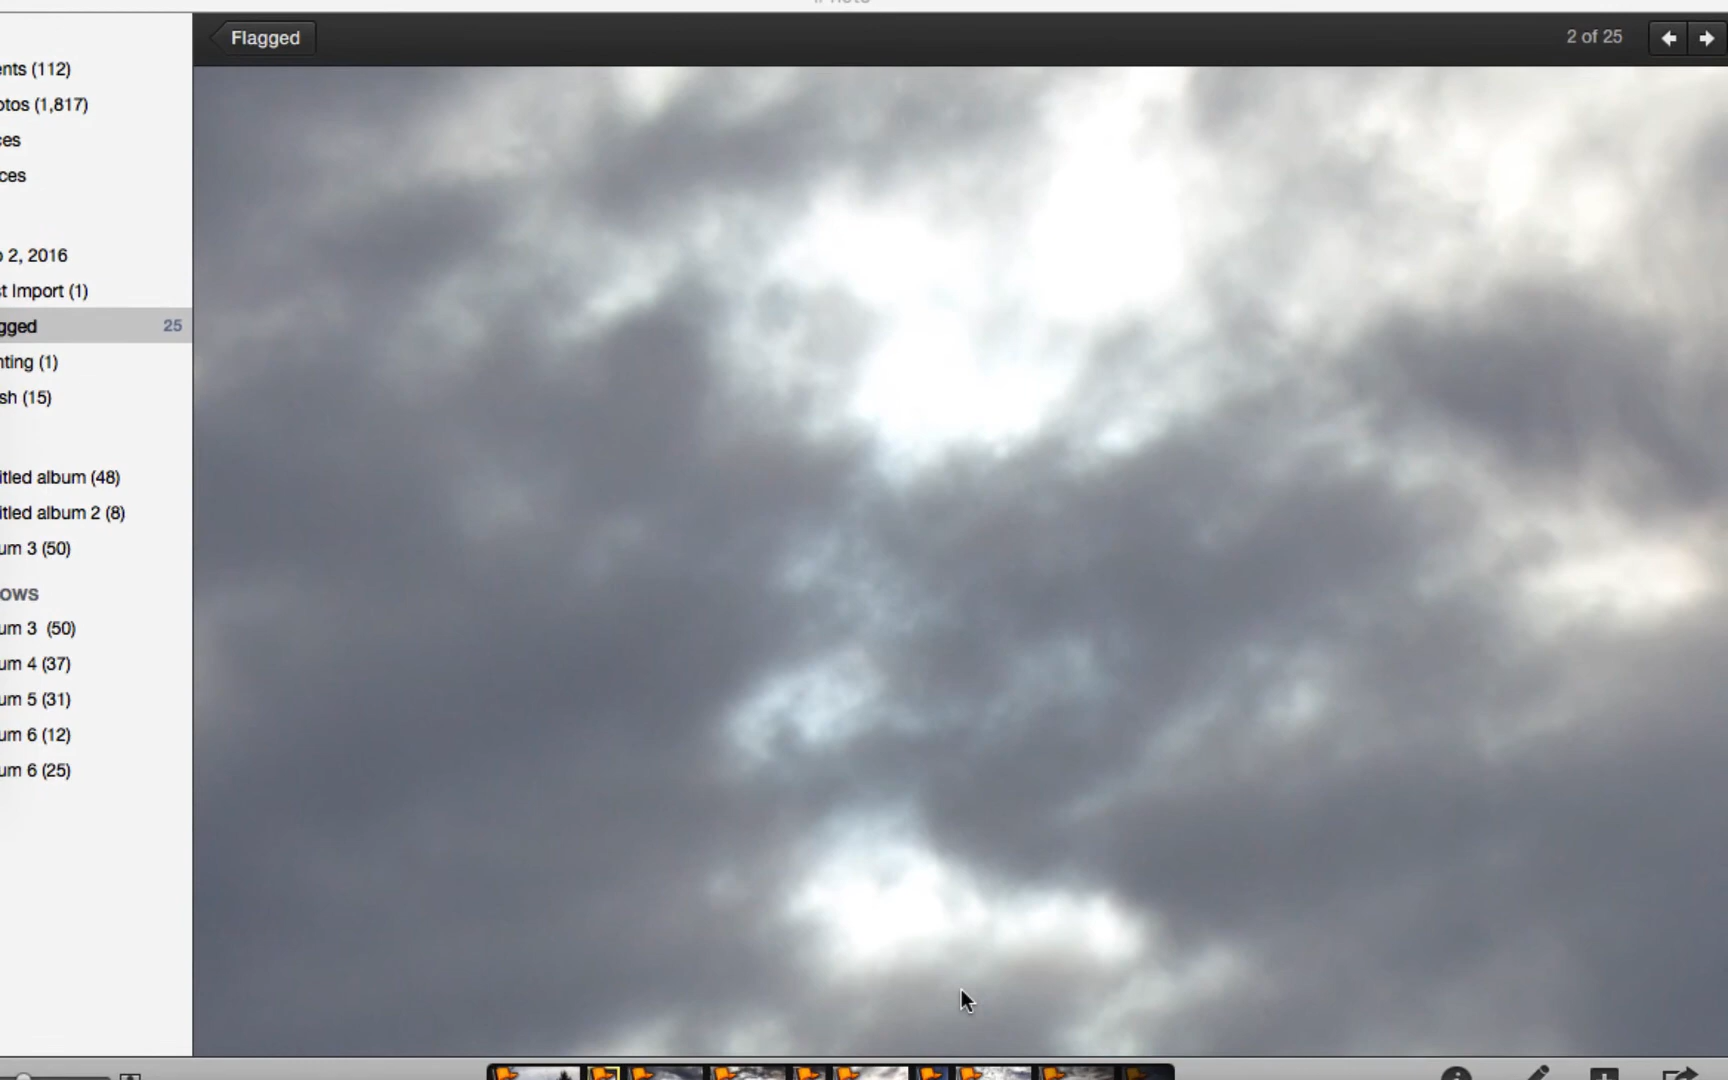 Flagged
2 of 25
nts (112)
otos (1,817)
es
ces
2, 2016
t Import (1)
gged 25
nting (1)
sh (15)
itled album (48)
itled album 2 (8)
um 3 (50)
ows
um 3 (50)
um 4 (37)
um 5 (31)
um 6 (12)
um 6 (25)